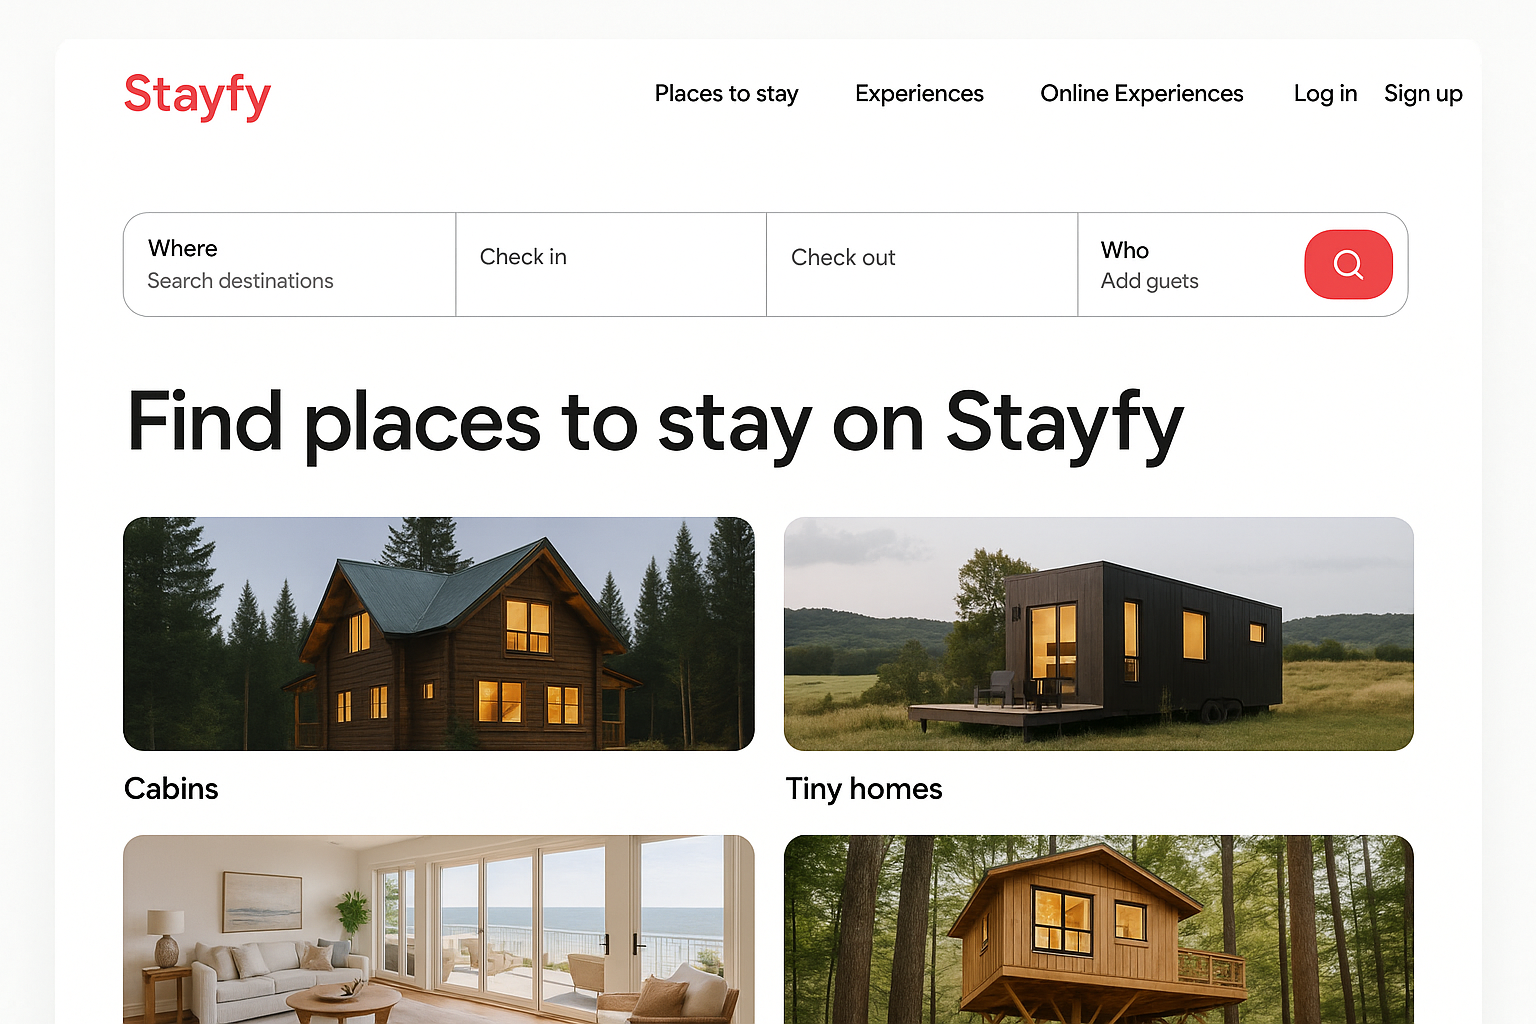 Stayfy
Places to stay
Experiences
Online Experiences
Log in
Sign up
Where
Search destinations
Check in
Check out
Who
Add guets
Find places to stay on Stayfy
Cabins
Tiny homes